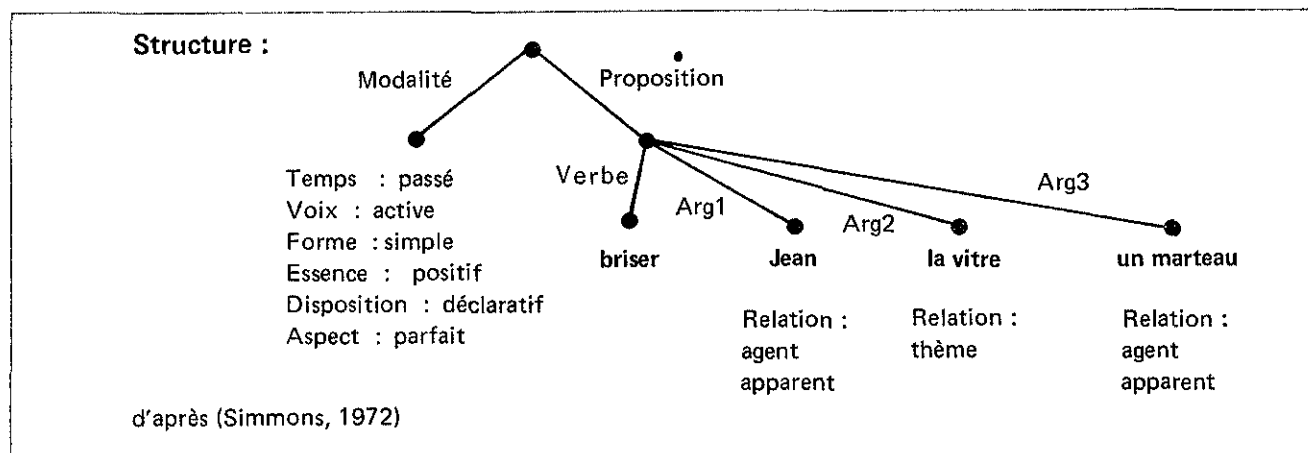 Structure :
Modalité
Proposition
Verbe
Arg1
Arg2
Arg3
Temps : passé
Voix : active
Forme : simple
Essence : positif
Disposition : déclaratif
Aspect : parfait
briser
Jean
la vitre
un marteau
Relation :
agent
apparent
Relation :
thème
Relation :
agent
apparent
d'après (Simmons, 1972)